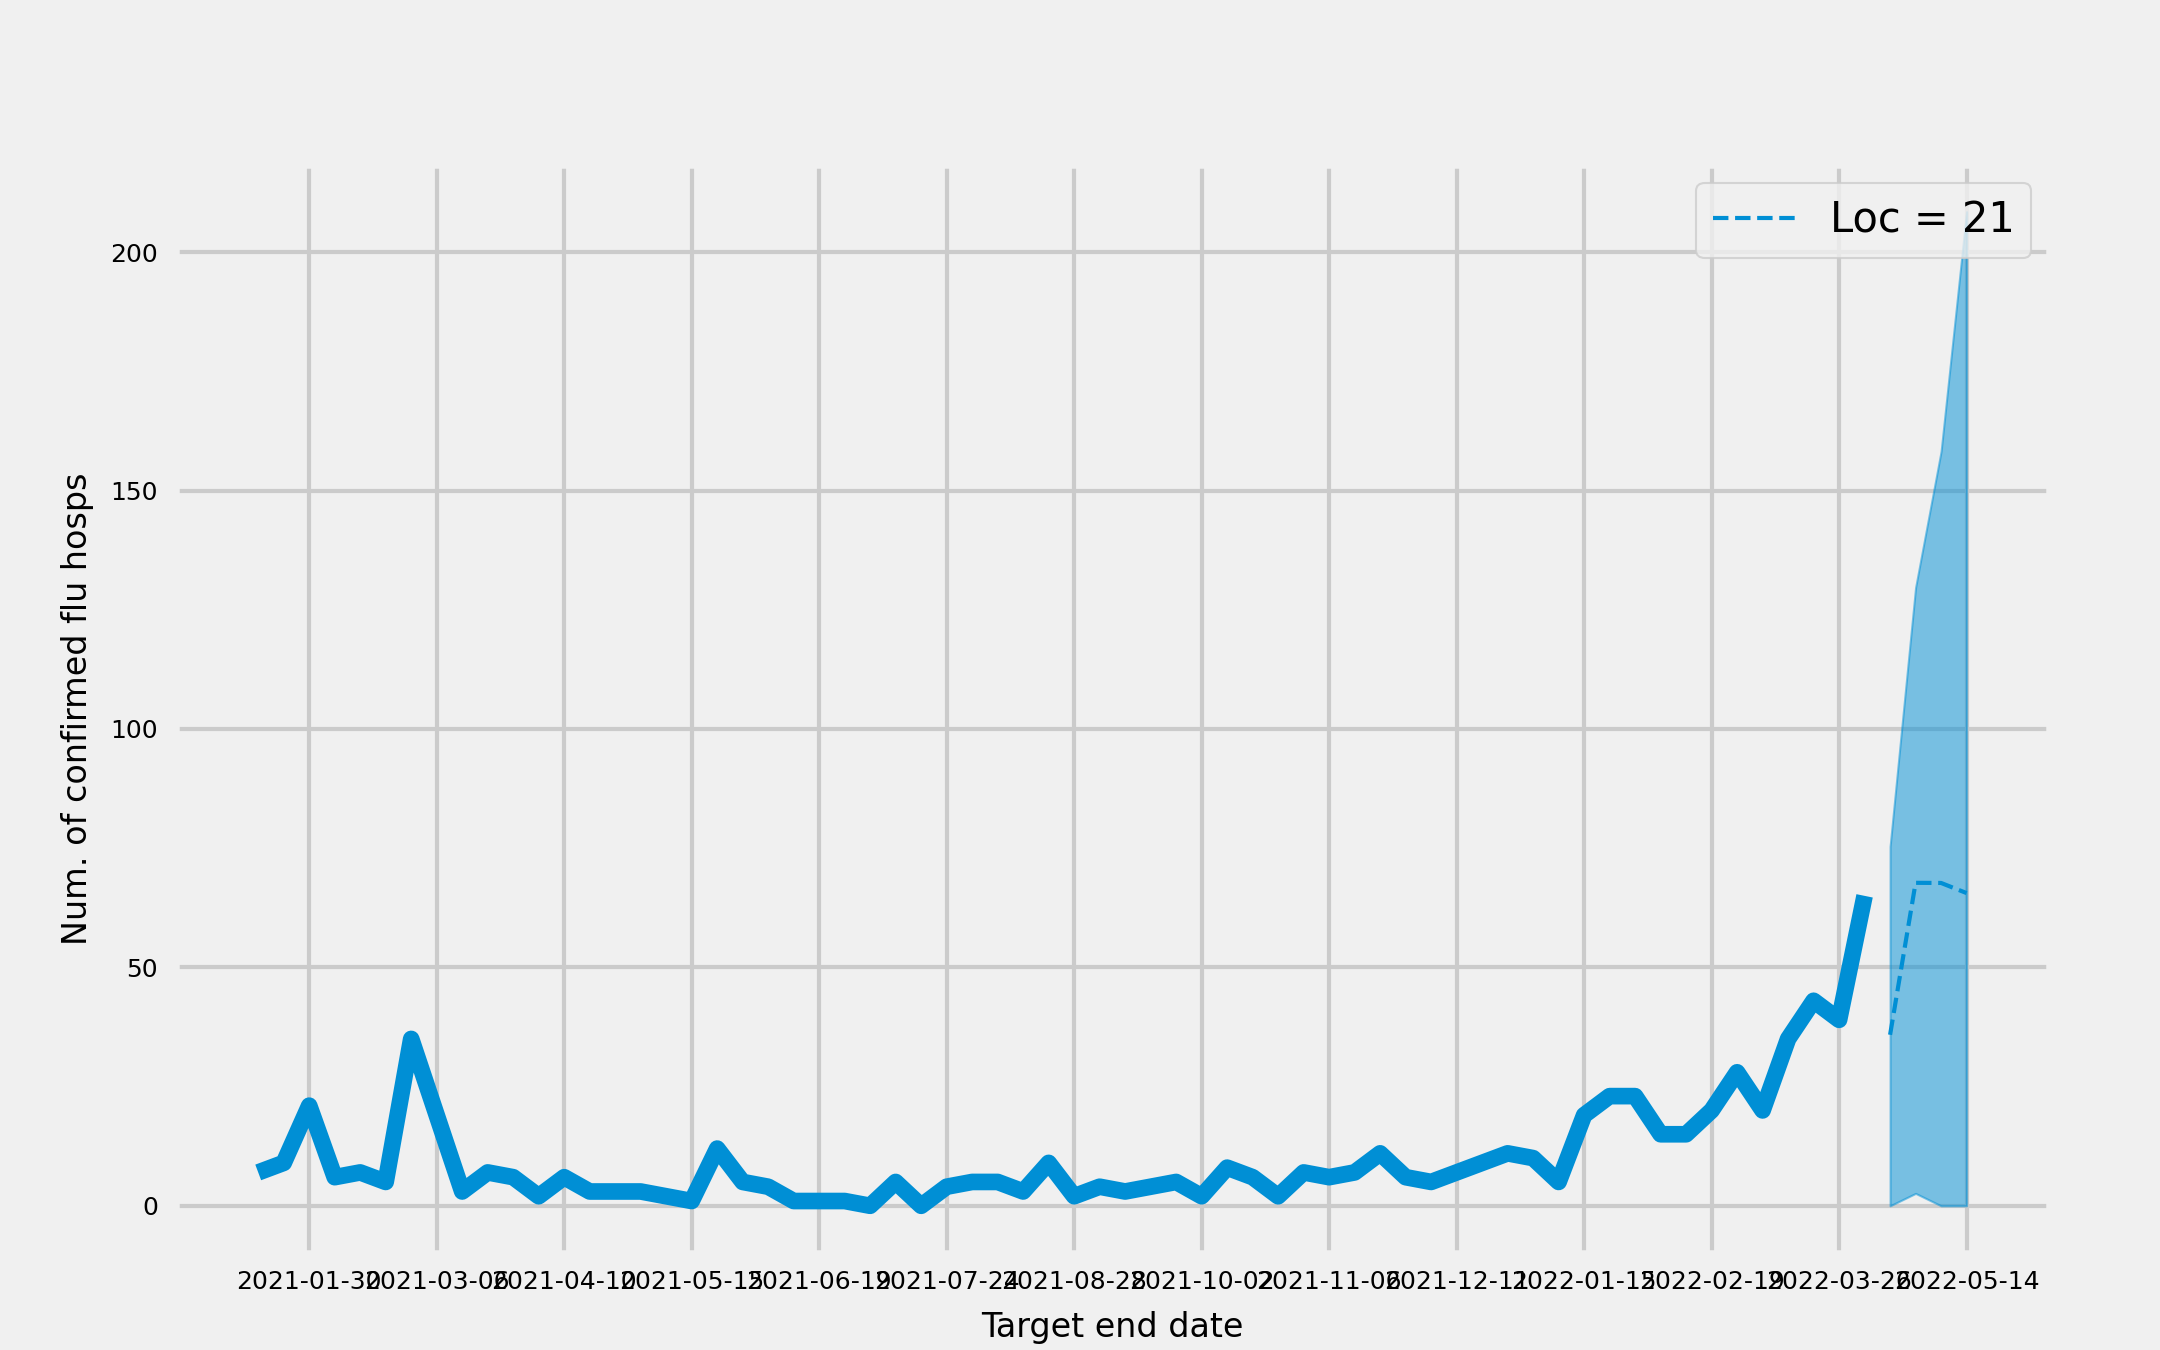 Loc = 21
200
150
100
50
0
Num. of confirmed flu hosps
2021-01-30 2021-03-06 2021-04-10 2021-05-15 2021-06-19 2021-07-24 2021-08-28 2021-10-02 2021-11-06 2021-12-11 2022-01-15 2022-02-19 2022-03-26 2022-05-14
Target end date